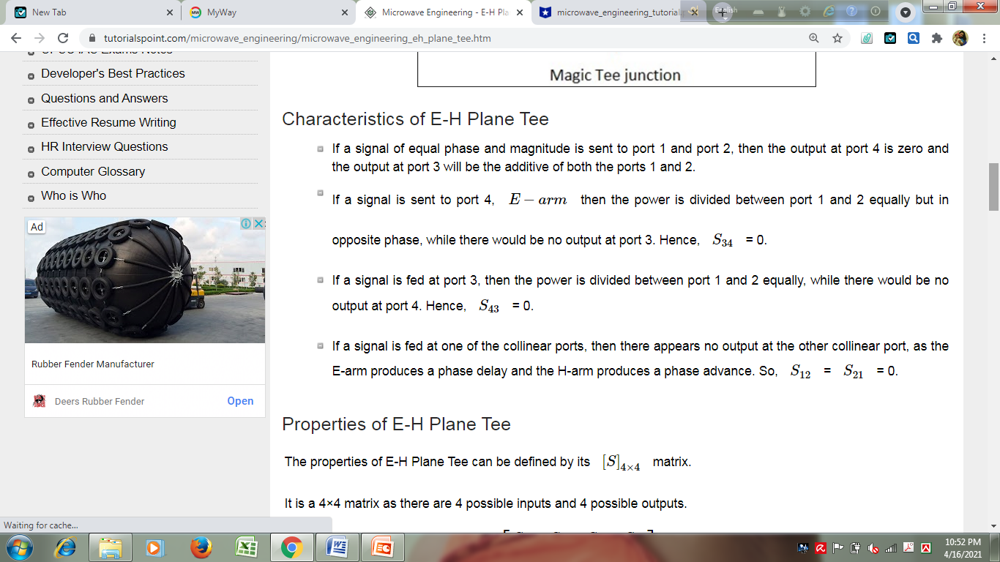 New Tab
MyWay
Microwave Engineering - E-H Pla
microwave_engineering_tutorial.
English
tutorialspoint.com/microwave_engineering/microwave_engineering_eh_plane_tee.htm
Developer's Best Practices
Questions and Answers
Effective Resume Writing
HR Interview Questions
Computer Glossary
Who is Who
Ad
Rubber Fender Manufacturer
Deers Rubber Fender Open
Magic Tee junction
Characteristics of E-H Plane Tee
If a signal of equal phase and magnitude is sent to port 1 and port 2, then the output at port 4 is zero and
the output at port 3 will be the additive of both the ports 1 and 2.
If a signal is sent to port 4, E − arm then the power is divided between port 1 and 2 equally but in
opposite phase, while there would be no output at port 3. Hence, S₃₄ = 0.
If a signal is fed at port 3, then the power is divided between port 1 and 2 equally, while there would be no
output at port 4. Hence, S₄₃ = 0.
If a signal is fed at one of the collinear ports, then there appears no output at the other collinear port, as the
E-arm produces a phase delay and the H-arm produces a phase advance. So, S₁₂ = S₂₁ = 0.
Properties of E-H Plane Tee
The properties of E-H Plane Tee can be defined by its [S]₄ₓ₄ matrix.
It is a 4×4 matrix as there are 4 possible inputs and 4 possible outputs.
Waiting for cache...
10:52 PM
4/16/2021